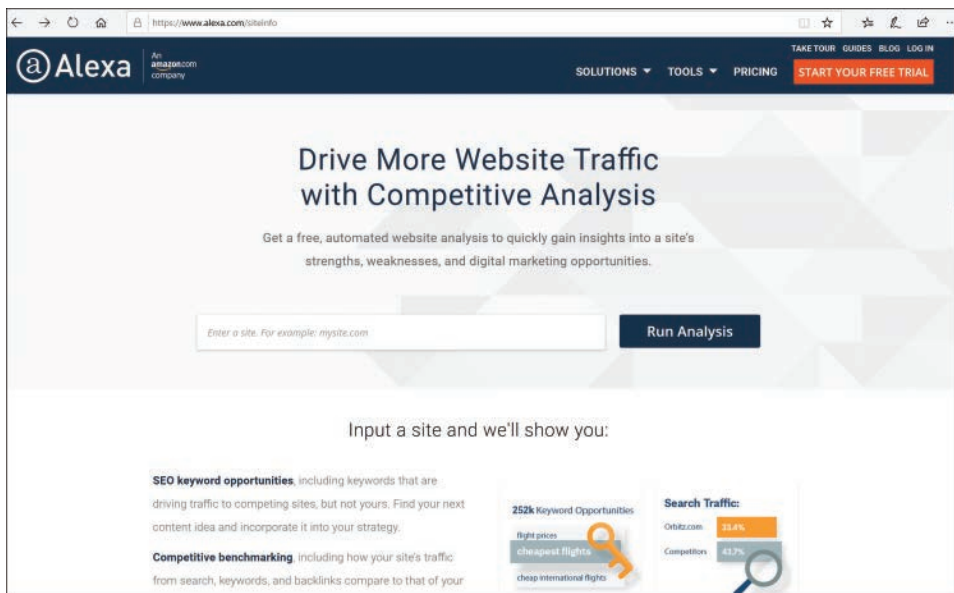 https://www.alexa.com/siteinfo
TAKE TOUR GUIDES BLOG LOG IN
a Alexa
An
amazon.com
company
SOLUTIONS TOOLS PRICING START YOUR FREE TRIAL
Drive More Website Traffic
with Competitive Analysis
Get a free, automated website analysis to quickly gain insights into a site's
strengths, weaknesses, and digital marketing opportunities.
Enter a site. For example: mysite.com
Run Analysis
Input a site and we'll show you:
SEO keyword opportunities, including keywords that are
driving traffic to competing sites, but not yours. Find your next
content idea and incorporate it into your strategy.
Competitive benchmarking, including how your site's traffic
from search, keywords, and backlinks compare to that of your
252k Keyword Opportunities
flight prices
cheapest flights
cheap international flights
Search Traffic:
Orbitz.com 33.4%
Competitors 43.7%